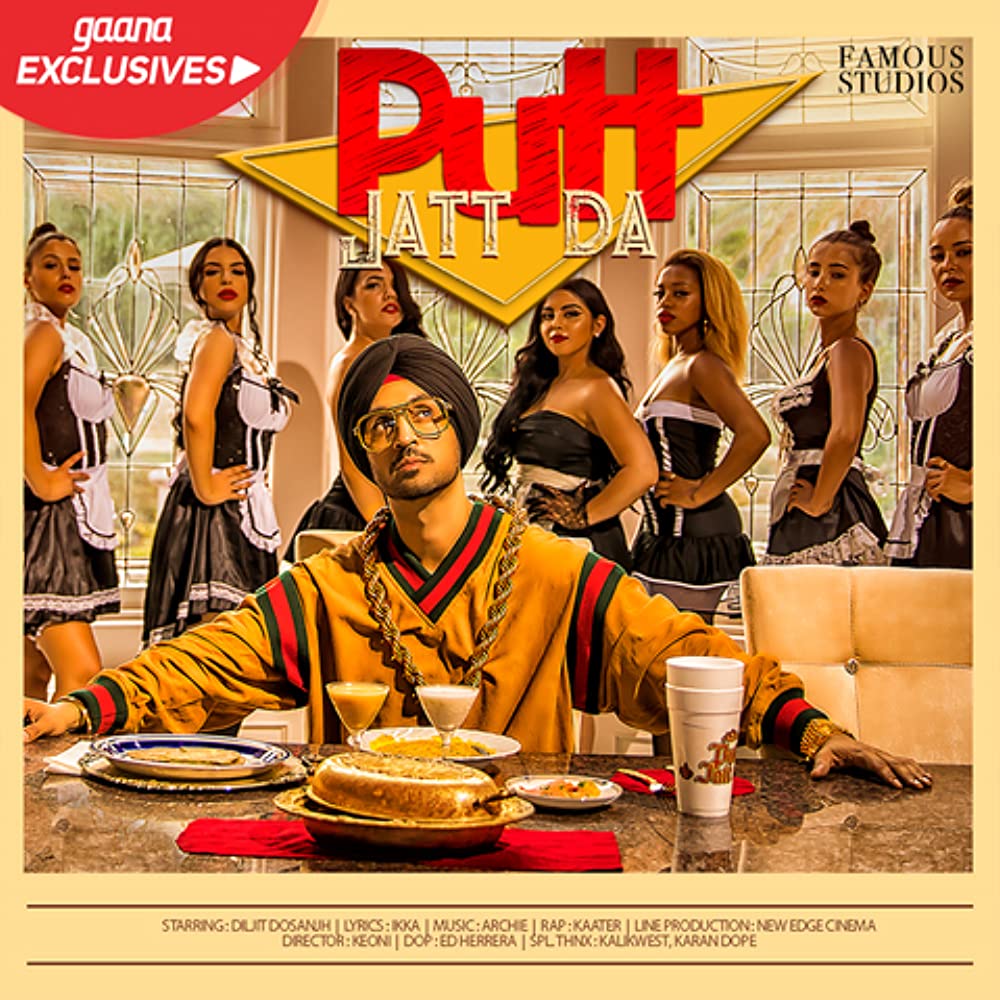 gaana
EXCLUSIVES
FAMOUS
STUDIOS
Putt
JATT DA
STARRING : DILJIT DOSANJH | LYRICS : IKKA | MUSIC : ARCHIE | RAP : KAATER | LINE PRODUCTION : NEW EDGE CINEMA
DIRECTOR : KEONI | DOP : ED HERRERA | SPL. THNX : KALIKWEST, KARAN DOPE